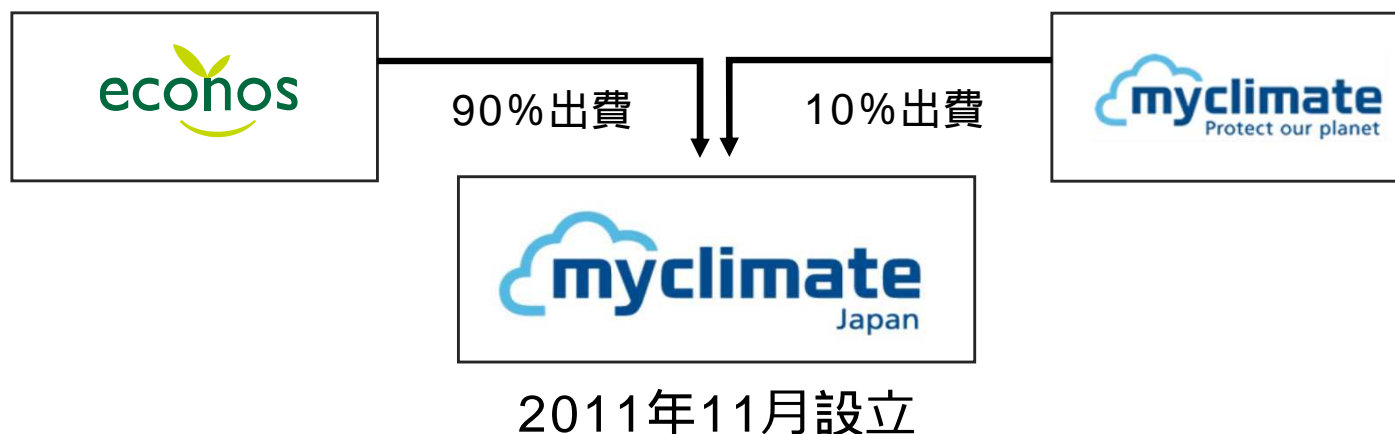 econos
90%出費
10%出費
myclimate
Protect our planet
myclimate
Japan
2011年11月設立